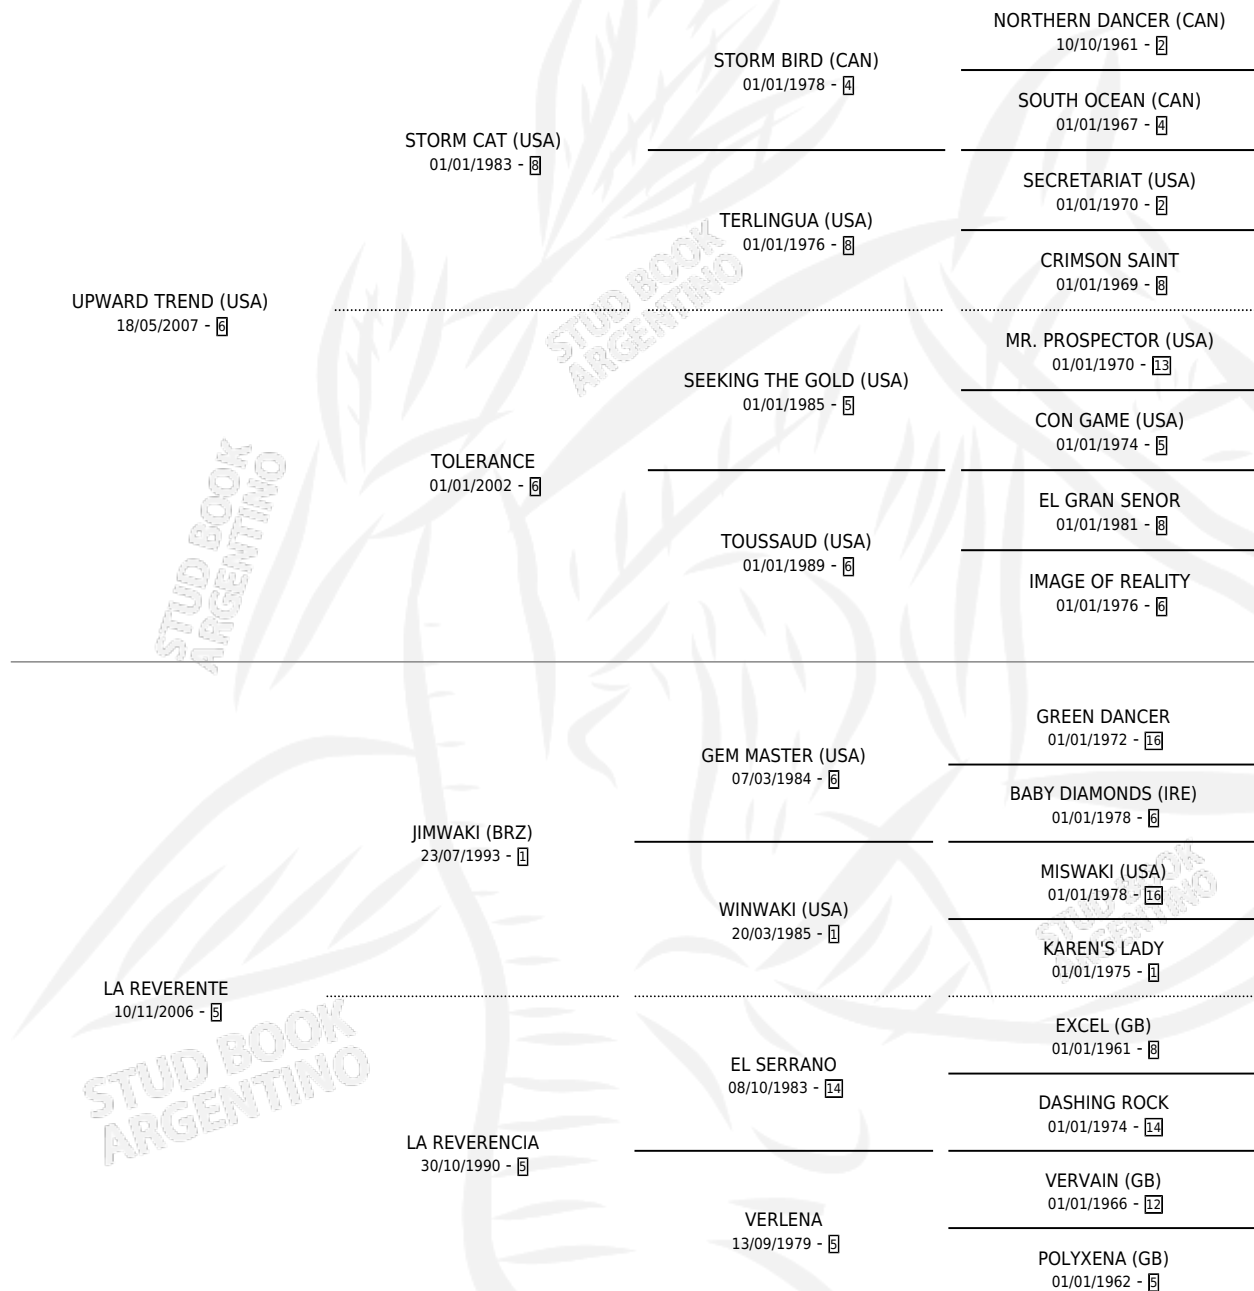 NORTHERN DANCER (CAN)
10/10/1961 - 2
STORM BIRD (CAN)
01/01/1978 - 4
SOUTH OCEAN (CAN)
01/01/1967 - 4
STORM CAT (USA)
01/01/1983 - 8
SECRETARIAT (USA)
01/01/1970 - 2
TERLINGUA (USA)
01/01/1976 - 8
CRIMSON SAINT
01/01/1969 - 8
UPWARD TREND (USA)
18/05/2007 - 6
MR. PROSPECTOR (USA)
01/01/1970 - 13
SEEKING THE GOLD (USA)
01/01/1985 - 5
CON GAME (USA)
01/01/1974 - 5
TOLERANCE
01/01/2002 - 6
EL GRAN SENOR
01/01/1981 - 8
TOUSSAUD (USA)
01/01/1989 - 6
IMAGE OF REALITY
01/01/1976 - 6
GREEN DANCER
01/01/1972 - 16
GEM MASTER (USA)
07/03/1984 - 6
BABY DIAMONDS (IRE)
01/01/1978 - 6
JIMWAKI (BRZ)
23/07/1993 - 1
MISWAKI (USA)
01/01/1978 - 16
WINWAKI (USA)
20/03/1985 - 1
KAREN'S LADY
01/01/1975 - 1
LA REVERENTE
10/11/2006 - 5
EXCEL (GB)
01/01/1961 - 8
EL SERRANO
08/10/1983 - 14
DASHING ROCK
01/01/1974 - 14
LA REVERENCIA
30/10/1990 - 5
VERVAIN (GB)
01/01/1966 - 12
VERLENA
13/09/1979 - 5
POLYXENA (GB)
01/01/1962 - 5
STUD BOOK
ARGENTINO
STUD BOOK
ARGENTINO
STUD BOOK
ARGENTINO
STUD BOOK
ARGENTINO